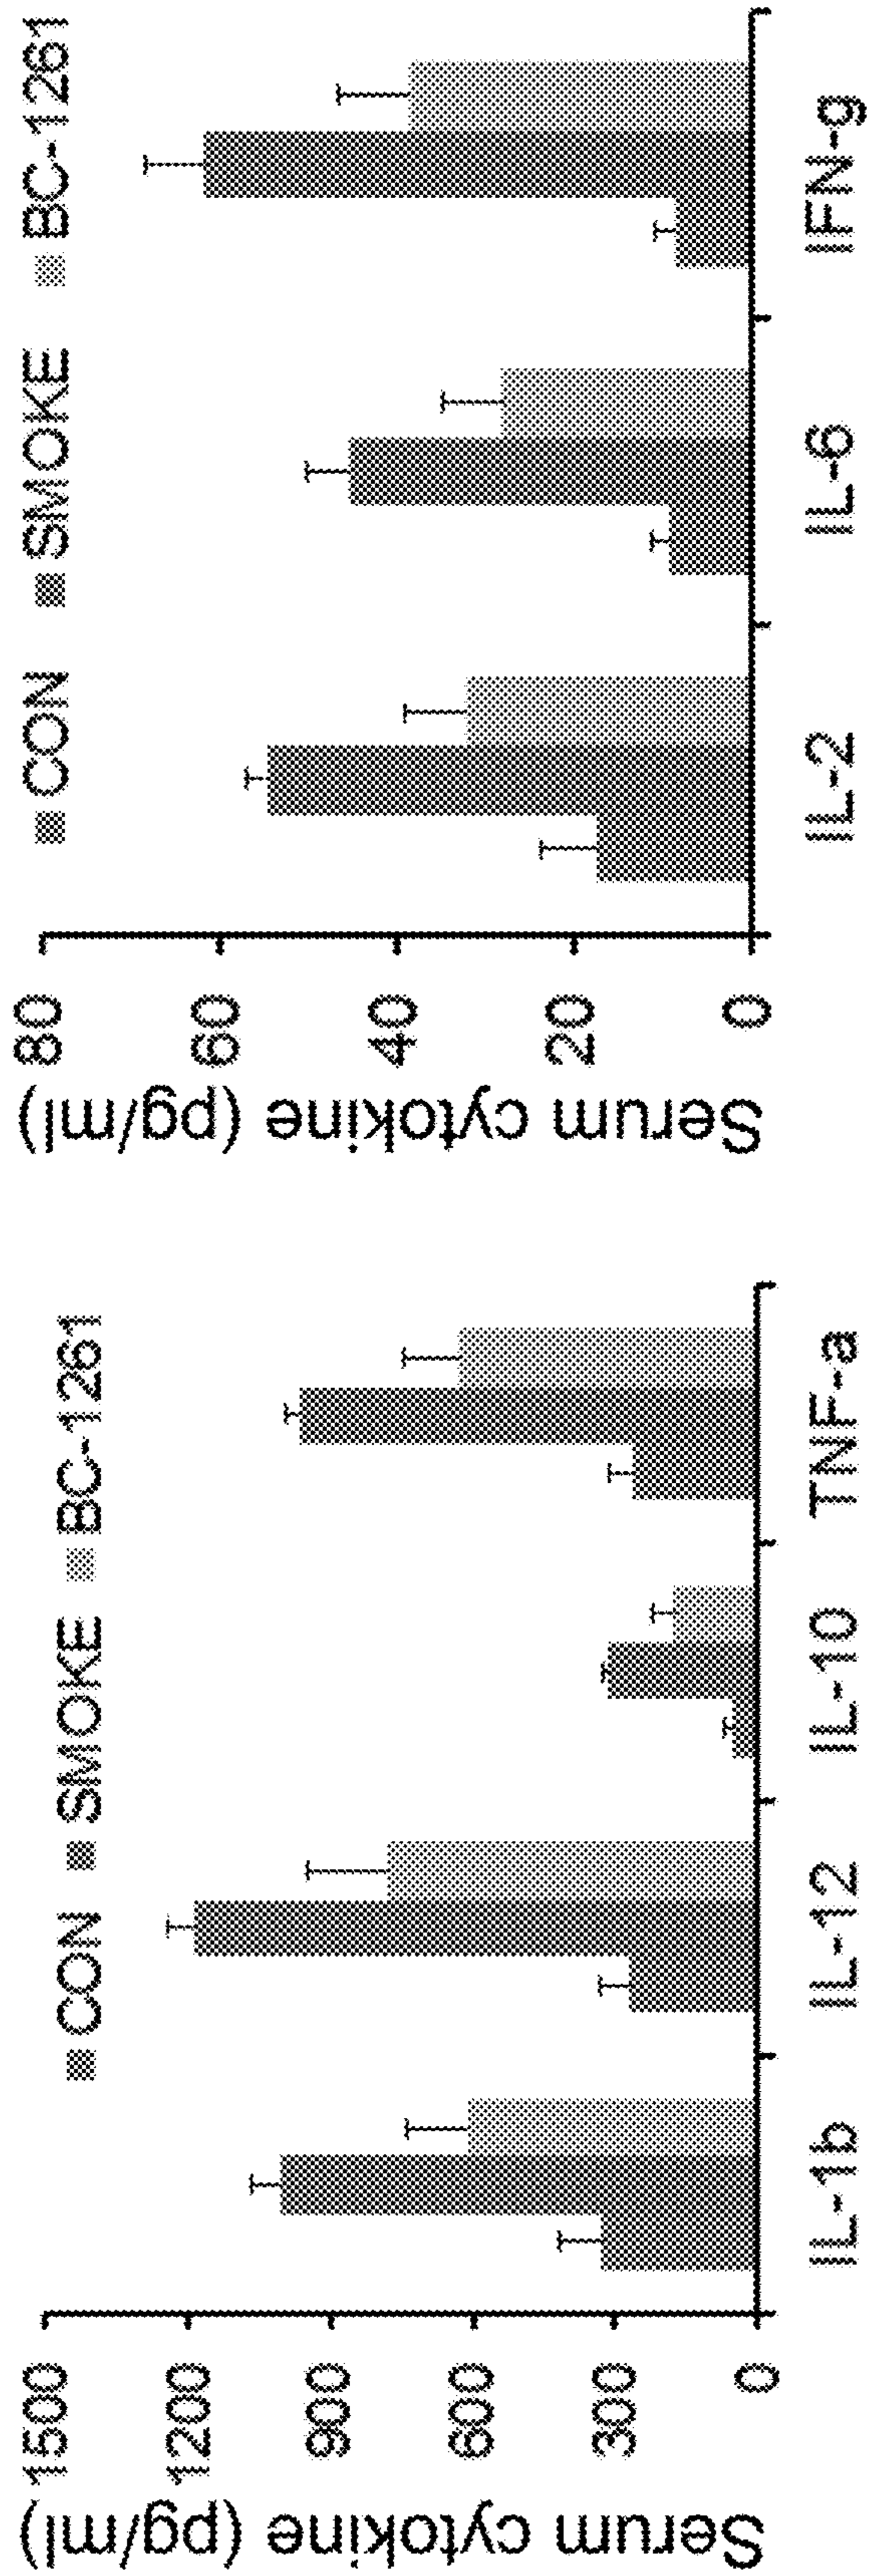 CON SMOKE BC-1261
Serum cytokine (pg/ml)
1500
1200
900
600
300
0
IL-1b IL-12 IL-10 TNF-a
CON SMOKE BC-1261
Serum cytokine (pg/ml)
80
60
40
20
0
IL-2 IL-6 IFN-g